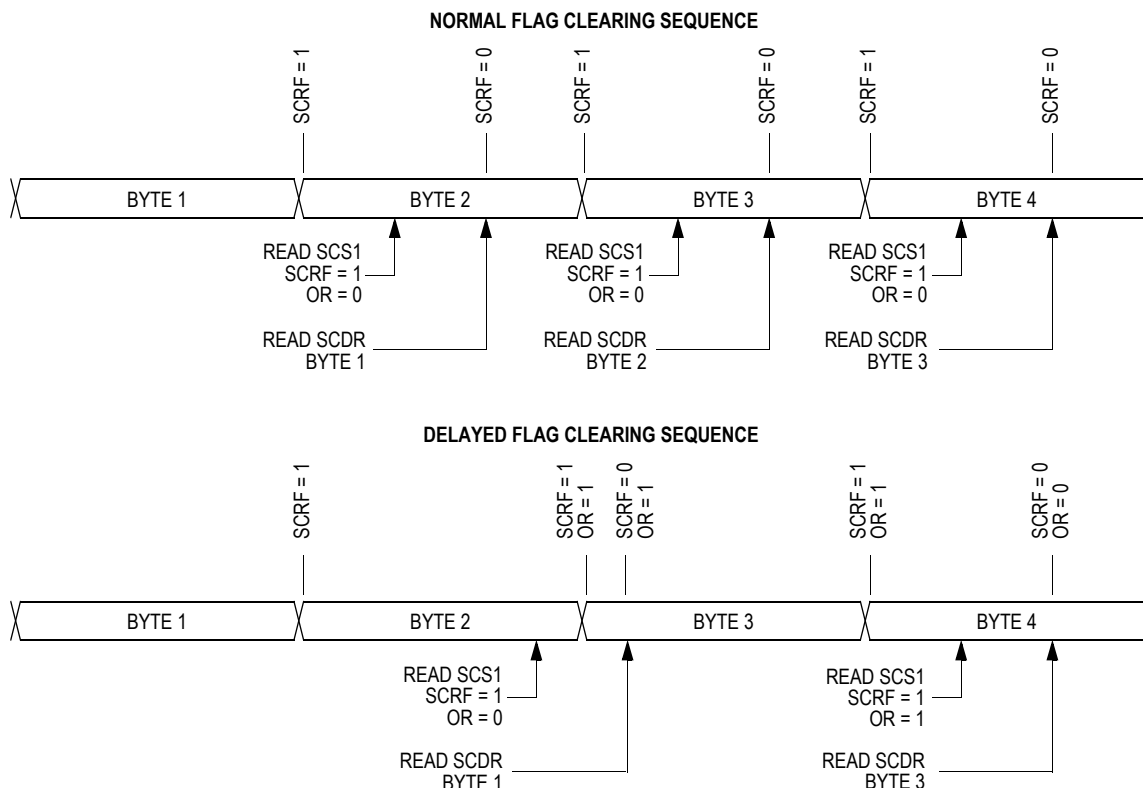 NORMAL FLAG CLEARING SEQUENCE
SCRF = 1
SCRF = 0
SCRF = 1
SCRF = 0
SCRF = 1
SCRF = 0
BYTE 1
BYTE 2
BYTE 3
BYTE 4
READ SCS1
SCRF = 1
OR = 0
READ SCS1
SCRF = 1
OR = 0
READ SCS1
SCRF = 1
OR = 0
READ SCDR
BYTE 1
READ SCDR
BYTE 2
READ SCDR
BYTE 3
DELAYED FLAG CLEARING SEQUENCE
SCRF = 1
SCRF = 1
OR = 1
SCRF = 0
OR = 1
SCRF = 1
OR = 1
SCRF = 0
OR = 0
BYTE 1
BYTE 2
BYTE 3
BYTE 4
READ SCS1
SCRF = 1
OR = 0
READ SCS1
SCRF = 1
OR = 1
READ SCDR
BYTE 1
READ SCDR
BYTE 3